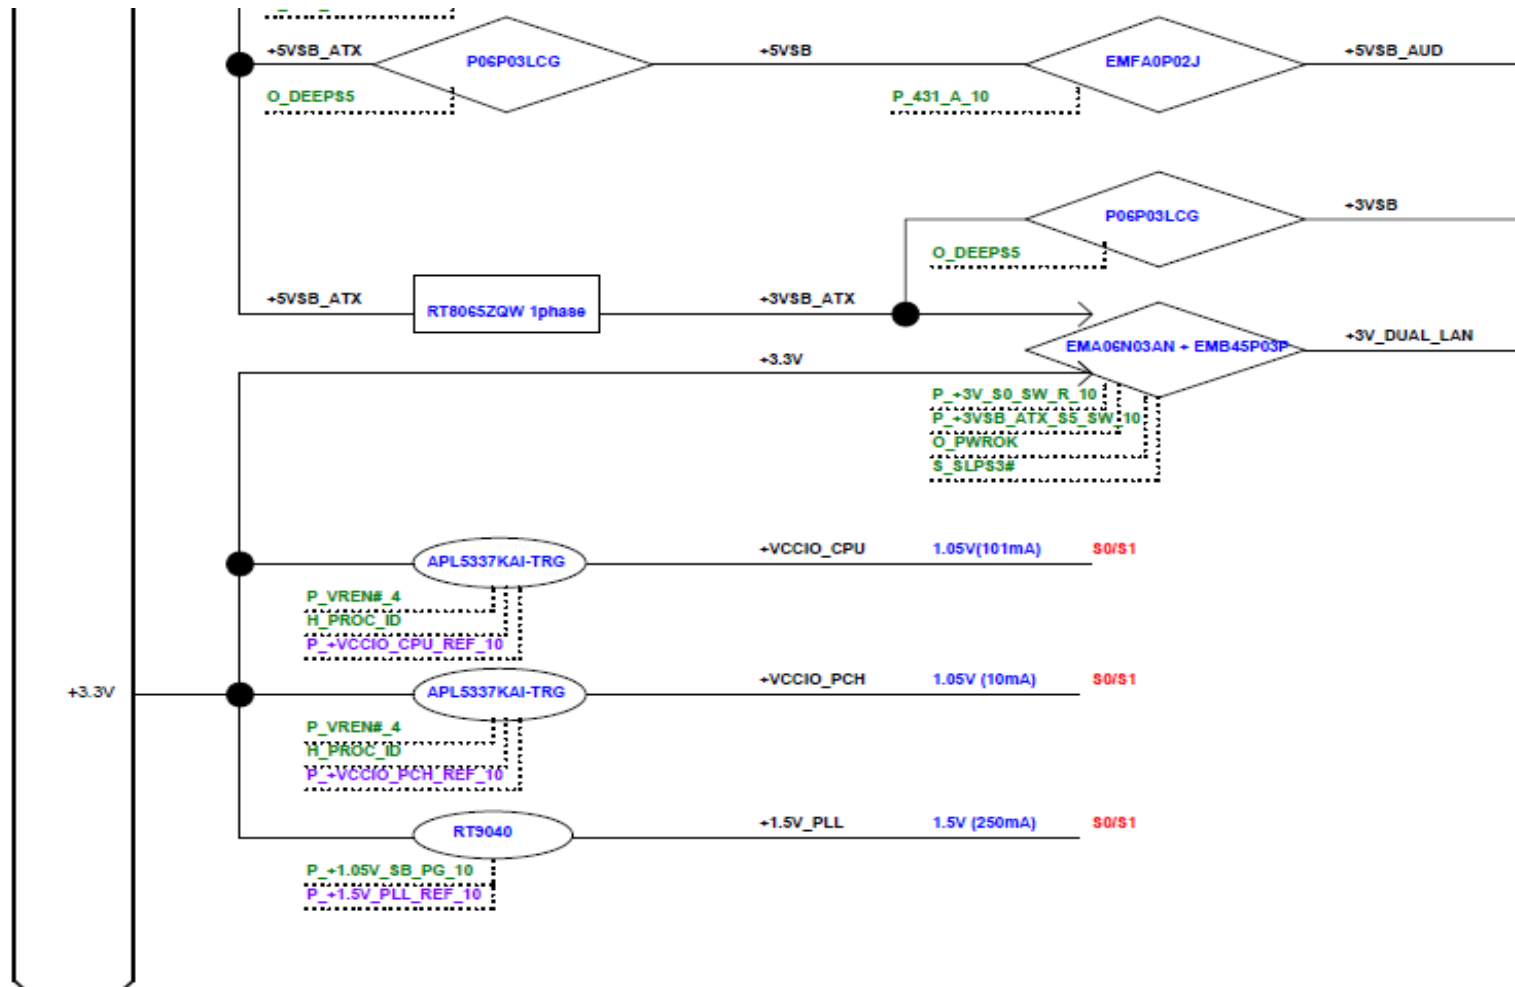 +5VSB_ATX
P06P03LCG
+5VSB
EMFA0P02J
+5VSB_AUD
O_DEEPS5
P_431_A_10
P06P03LCG
+3VSB
O_DEEPS5
+5VSB_ATX
RT8065ZQW 1phase
+3VSB_ATX
EMA06N03AN + EMB45P03P
+3V_DUAL_LAN
+3.3V
P_+3V_S0_SW_R_10
P_+3VSB_ATX_S5_SW_10
O_PWROK
S_SLPS3#
APL5337KAI-TRG
+VCCIO_CPU
1.05V(101mA)
S0/S1
P_VREN#_4
H_PROC_ID
P_+VCCIO_CPU_REF_10
+3.3V
APL5337KAI-TRG
+VCCIO_PCH
1.05V (10mA)
S0/S1
P_VREN#_4
H_PROC_ID
P_+VCCIO_PCH_REF_10
RT9040
+1.5V_PLL
1.5V (250mA)
S0/S1
P_+1.05V_SB_PG_10
P_+1.5V_PLL_REF_10